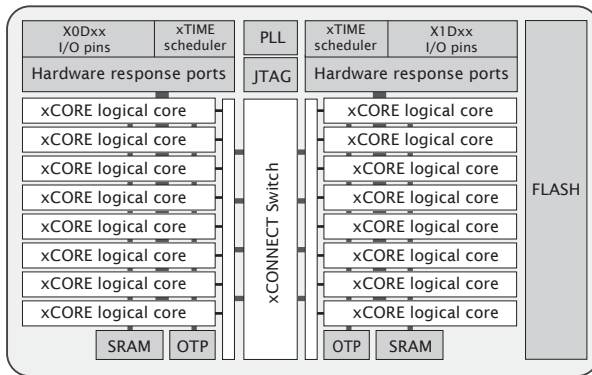 X0Dxx
I/O pins
xTIME
scheduler
PLL
xTIME
scheduler
X1Dxx
I/O pins
Hardware response ports
JTAG
Hardware response ports
xCORE logical core
xCORE logical core
xCORE logical core
xCORE logical core
xCORE logical core
xCORE logical core
xCORE logical core
xCORE logical core
xCONNECT Switch
xCORE logical core
xCORE logical core
xCORE logical core
xCORE logical core
xCORE logical core
xCORE logical core
xCORE logical core
xCORE logical core
FLASH
SRAM
OTP
OTP
SRAM